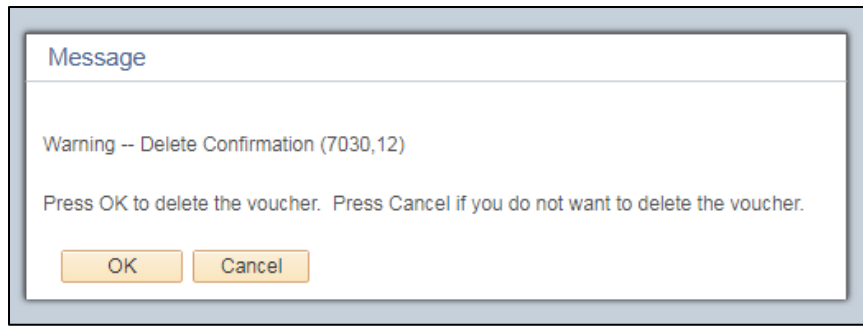 Message
Warning -- Delete Confirmation (7030,12)
Press OK to delete the voucher.  Press Cancel if you do not want to delete the voucher.
OK Cancel